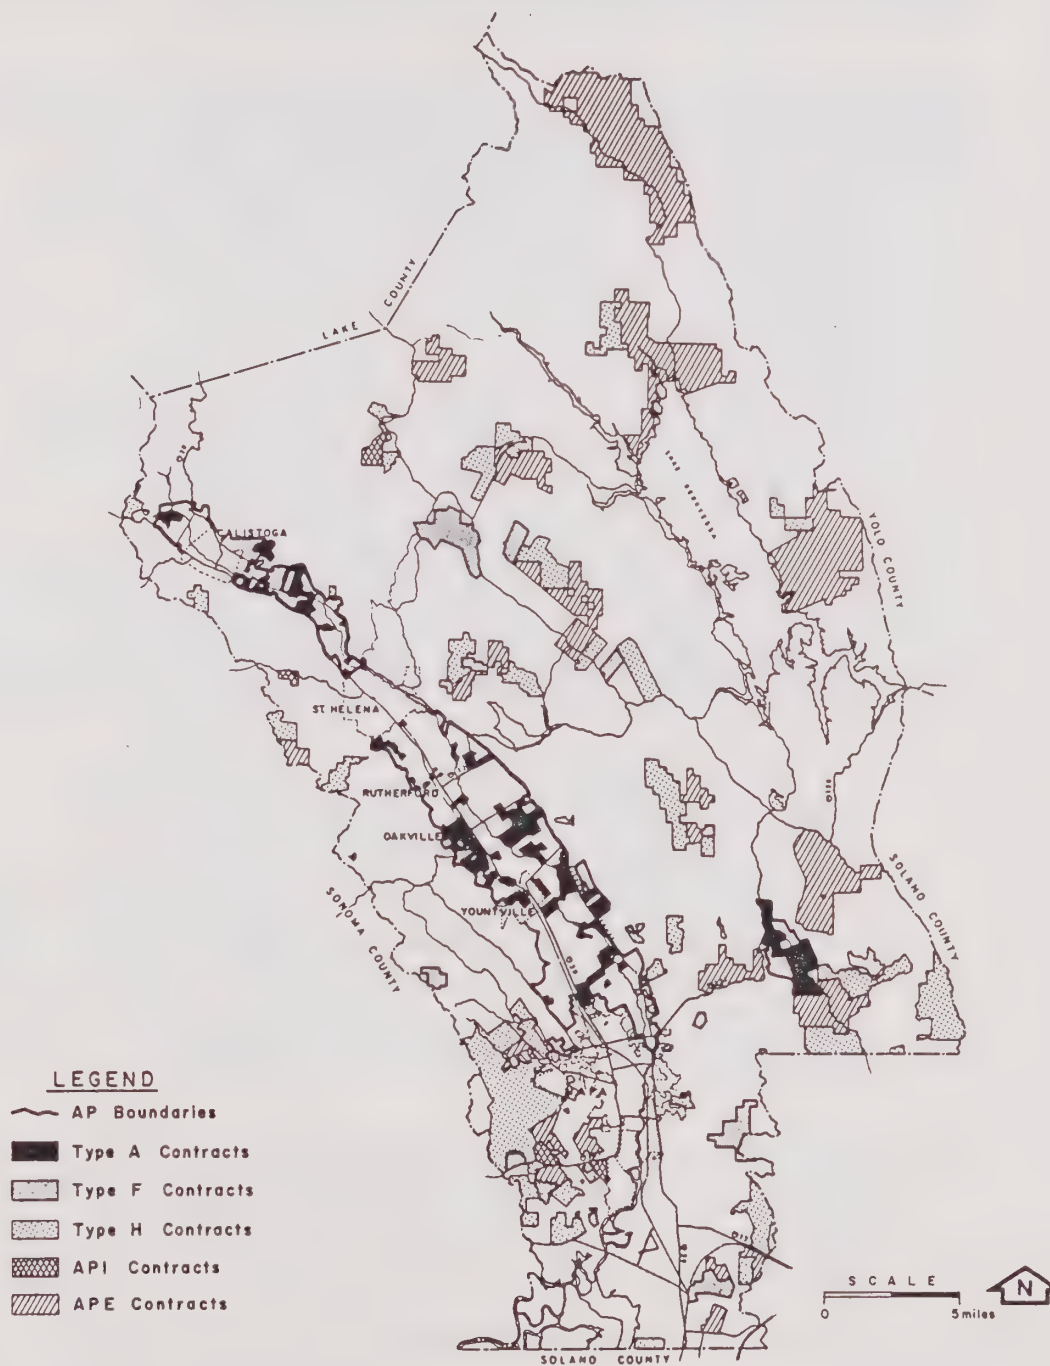 LAKE COUNTY
CALISTOGA
YOLO COUNTY
ST. HELENA
RUTHERFORD
OAKVILLE
SONOMA COUNTY
YOUNTVILLE
SOLANO COUNTY
NAPA
LEGEND
AP Boundaries
Type A Contracts
Type F Contracts
Type H Contracts
API Contracts
APE Contracts
SCALE
0 5 miles
N
SOLANO COUNTY